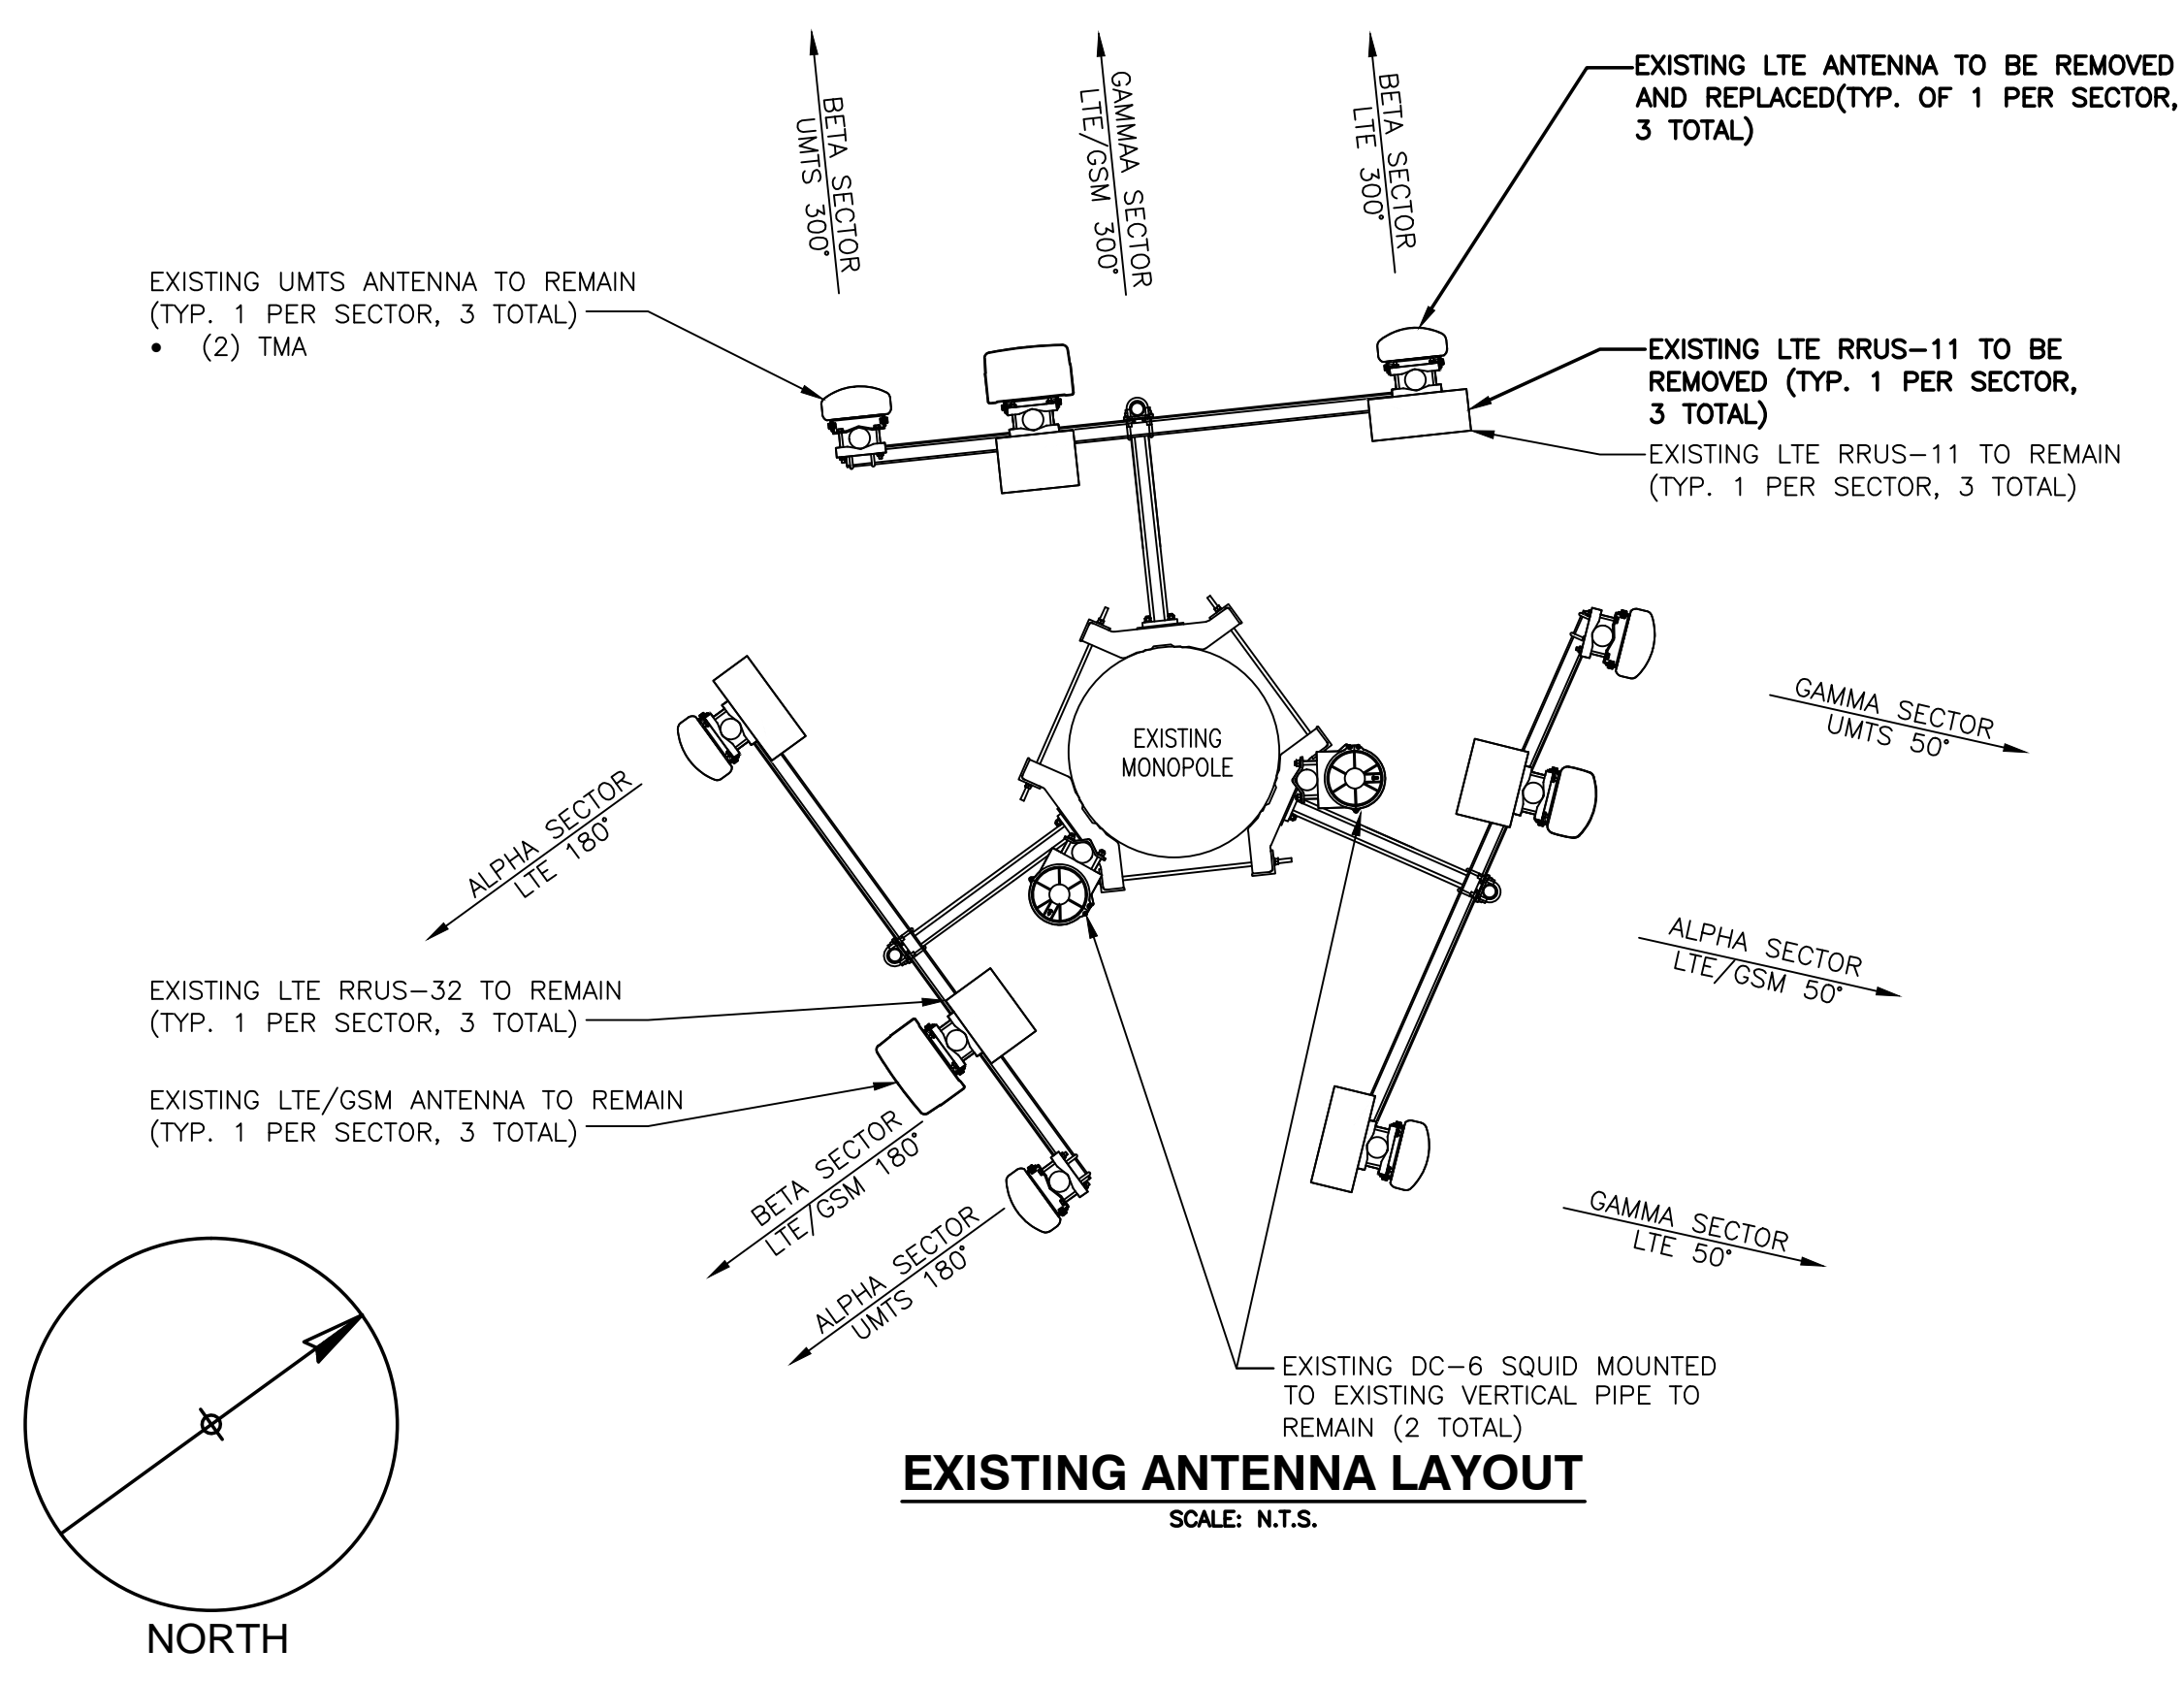 BETA SECTOR
UMTS 300°
GAMMAA SECTOR
LTE/GSM 300°
BETA SECTOR
LTE 300°
EXISTING LTE ANTENNA TO BE REMOVED
AND REPLACED(TYP. OF 1 PER SECTOR,
3 TOTAL)
EXISTING UMTS ANTENNA TO REMAIN
(TYP. 1 PER SECTOR, 3 TOTAL)
• (2) TMA
EXISTING LTE RRUS-11 TO BE
REMOVED (TYP. 1 PER SECTOR,
3 TOTAL)
EXISTING LTE RRUS-11 TO REMAIN
(TYP. 1 PER SECTOR, 3 TOTAL)
EXISTING
MONOPOLE
GAMMA SECTOR
UMTS 50°
ALPHA SECTOR
LTE 180°
ALPHA SECTOR
LTE/GSM 50°
EXISTING LTE RRUS-32 TO REMAIN
(TYP. 1 PER SECTOR, 3 TOTAL)
EXISTING LTE/GSM ANTENNA TO REMAIN
(TYP. 1 PER SECTOR, 3 TOTAL)
BETA SECTOR
LTE/GSM 180°
ALPHA SECTOR
UMTS 180°
GAMMA SECTOR
LTE 50°
EXISTING DC-6 SQUID MOUNTED
TO EXISTING VERTICAL PIPE TO
REMAIN (2 TOTAL)
EXISTING ANTENNA LAYOUT
SCALE: N.T.S.
NORTH